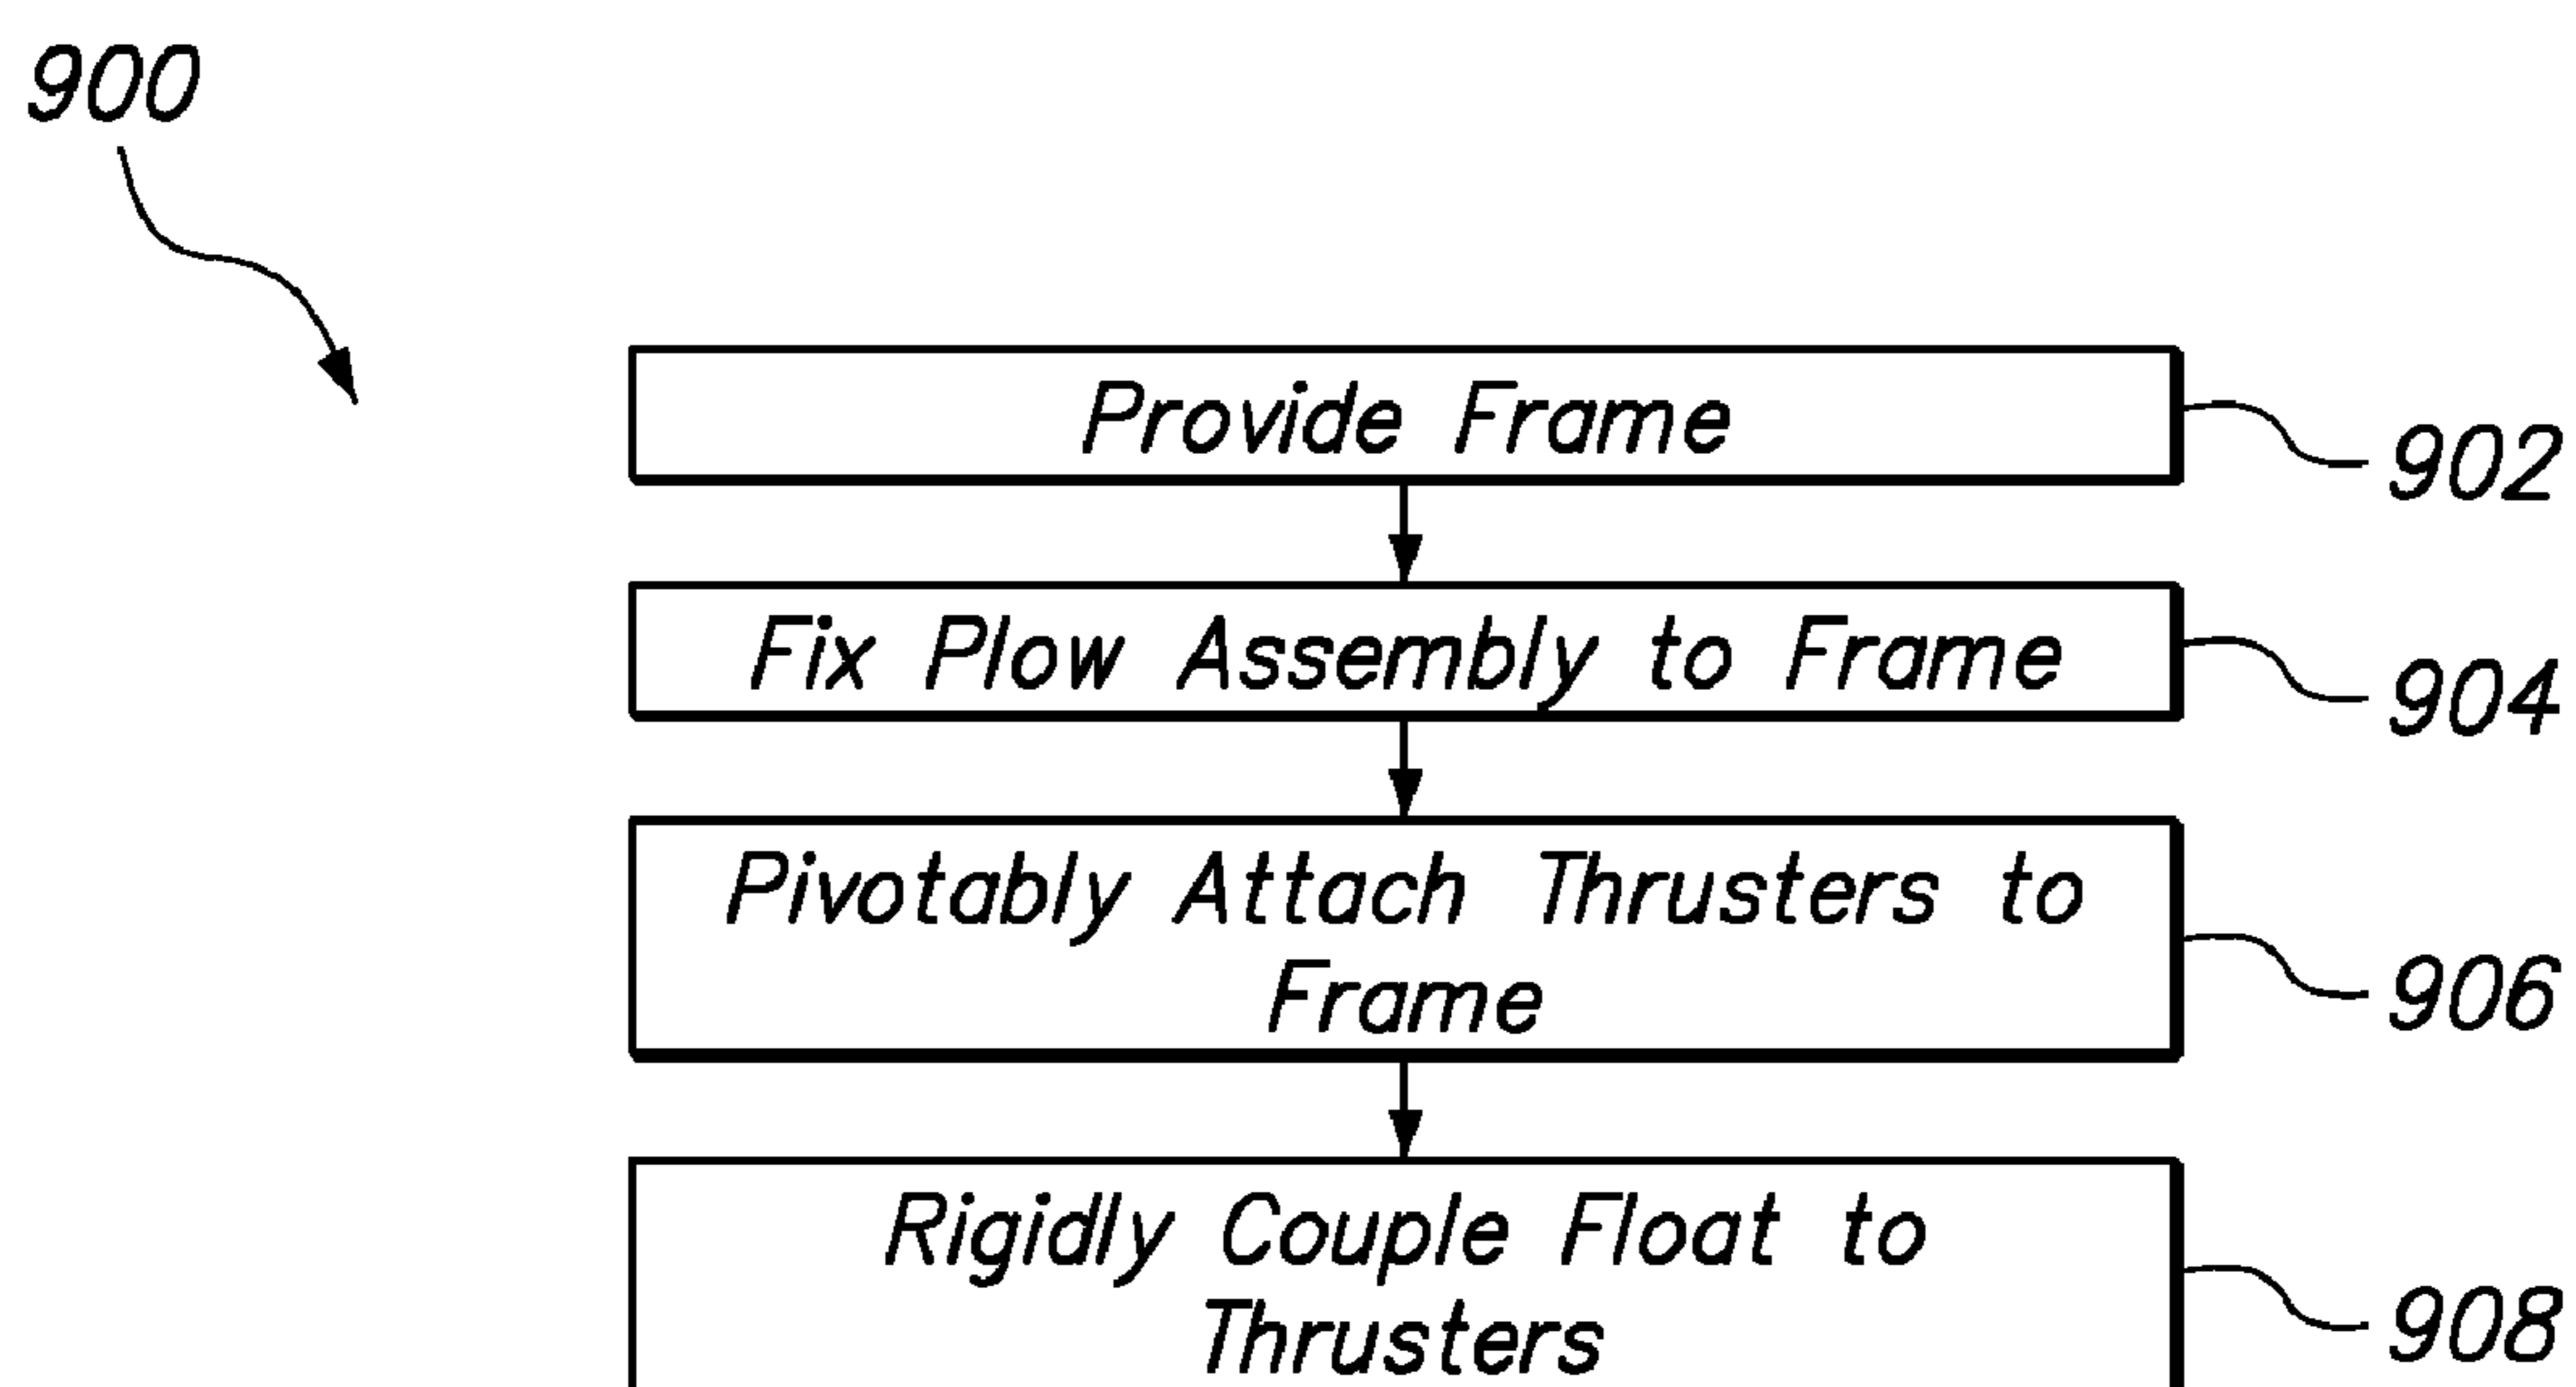 900
Provide Frame
902
Fix Plow Assembly to Frame
904
Pivotably Attach Thrusters to
Frame
906
Rigidly Couple Float to
Thrusters
908